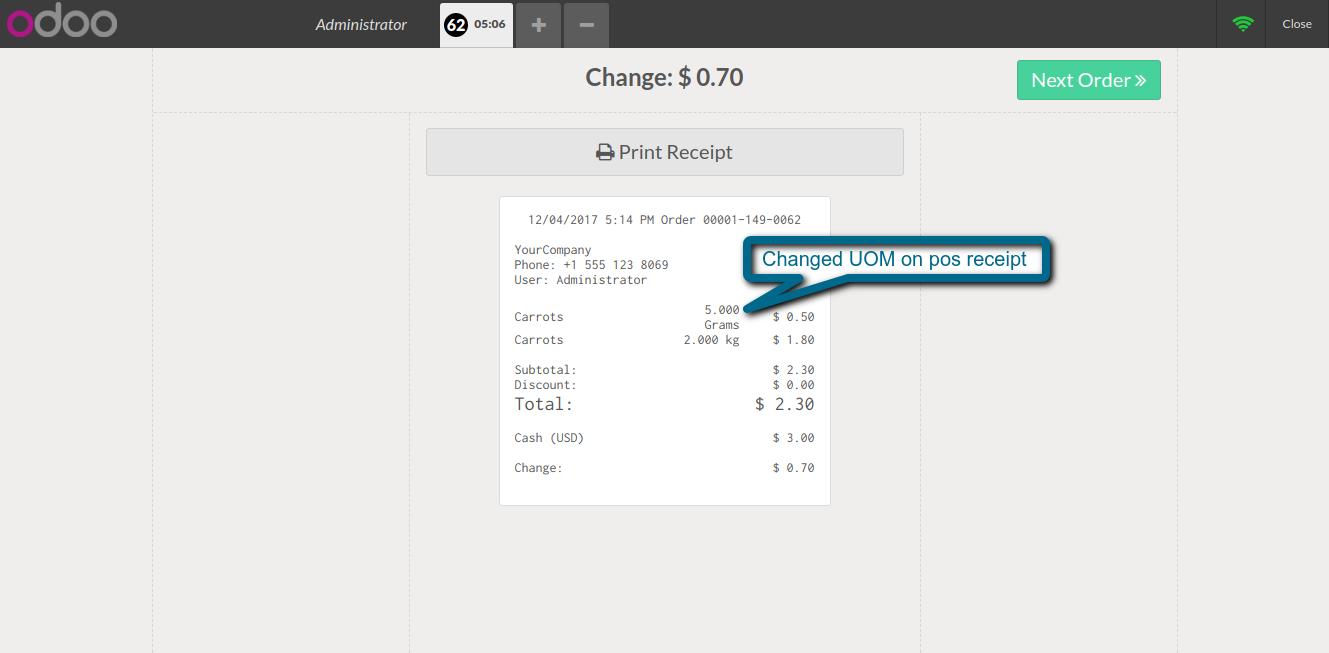 odoo Administrator 62 05:06 + − Close
Change: $ 0.70
Next Order »
Print Receipt
12/04/2017 5:14 PM Order 00001-149-0062
YourCompany
Phone: +1 555 123 8069
User: Administrator
Changed UOM on pos receipt
Carrots 5.000 Grams $ 0.50
Carrots 2.000 kg $ 1.80
Subtotal: $ 2.30
Discount: $ 0.00
Total: $ 2.30
Cash (USD) $ 3.00
Change: $ 0.70